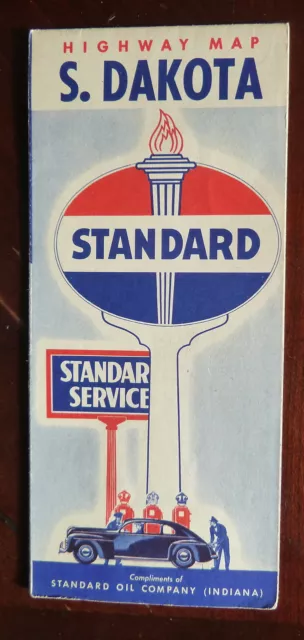 HIGHWAY MAP
S. DAKOTA
STANDARD
STANDAR
SERVICE
Compliments of
STANDARD OIL COMPANY (INDIANA)